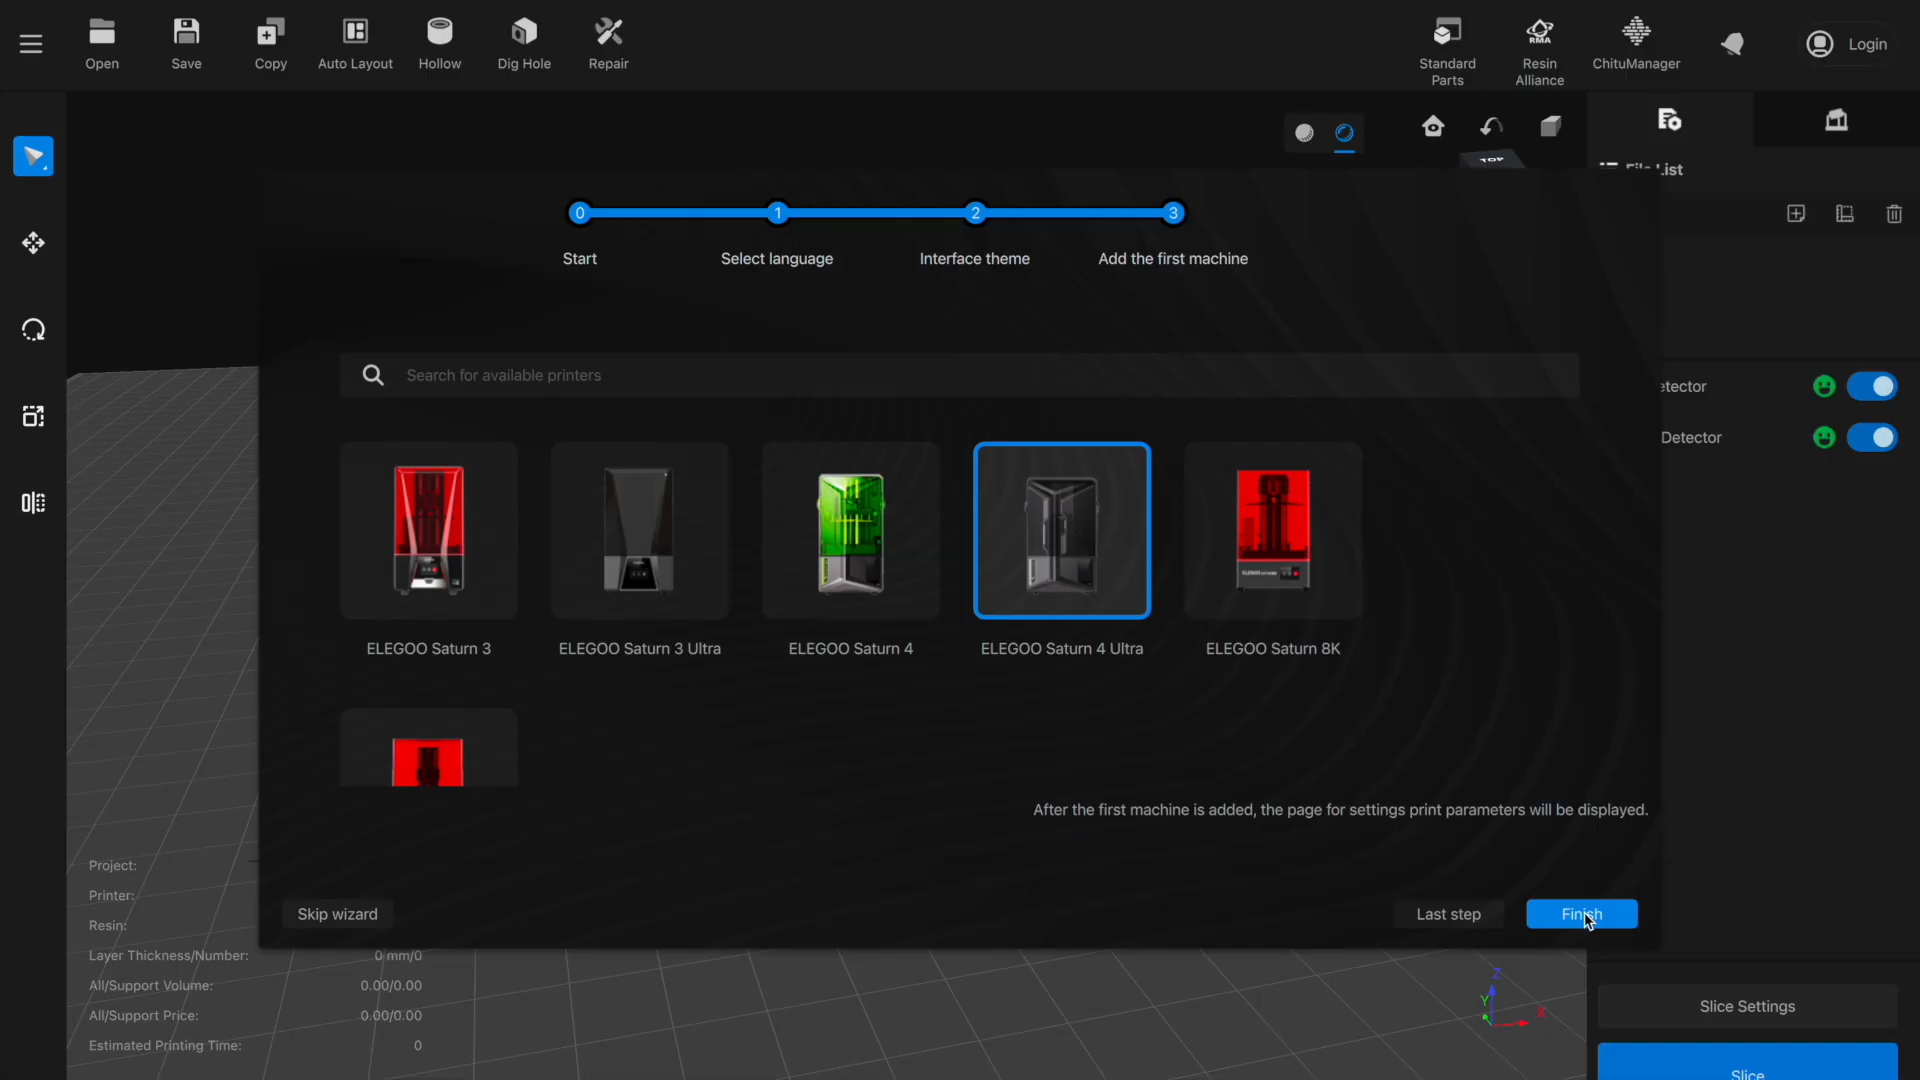 Open
Save
Copy
Auto Layout
Hollow
Dig Hole
Repair
Standard
Parts
RMA
Resin
Alliance
ChituManager
Login
TOP
File List
0
1
2
3
Start
Select language
Interface theme
Add the first machine
Search for available printers
etector
Detector
ELEGOO Saturn 3
ELEGOO Saturn 3 Ultra
ELEGOO Saturn 4
ELEGOO Saturn 4 Ultra
ELEGOO Saturn 8K
After the first machine is added, the page for settings print parameters will be displayed.
Project:
Printer:
Resin:
Skip wizard
Last step
Finish
Layer Thickness/Number: 0 mm/0
All/Support Volume: 0.00/0.00
All/Support Price: 0.00/0.00
Estimated Printing Time: 0
Z
Y
X
Slice Settings
Slice